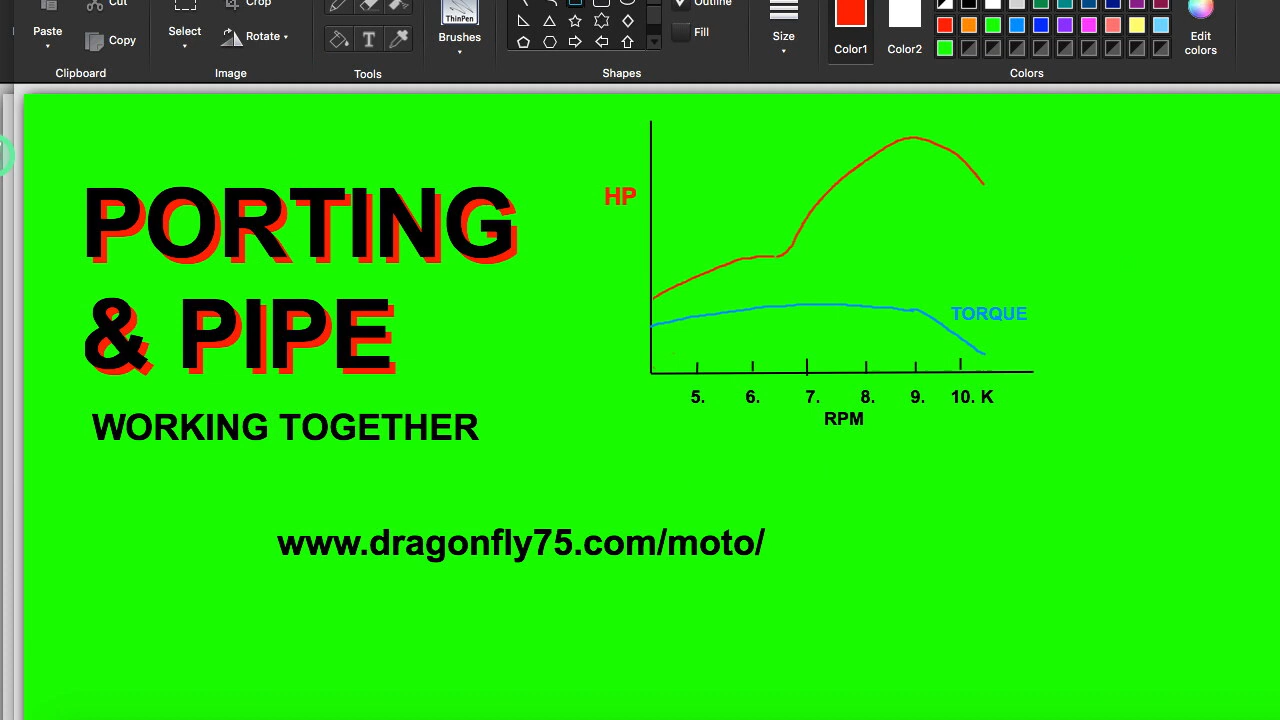 Cut
Crop
Outline
ThinPen
Paste
Copy
Select
Rotate
Brushes
Fill
Size
Color1
Color2
Edit
colors
Clipboard
Image
Tools
Shapes
Colors
HP
PORTING
& PIPE
TORQUE
5. 6. 7. 8. 9. 10. K
RPM
WORKING TOGETHER
www.dragonfly75.com/moto/